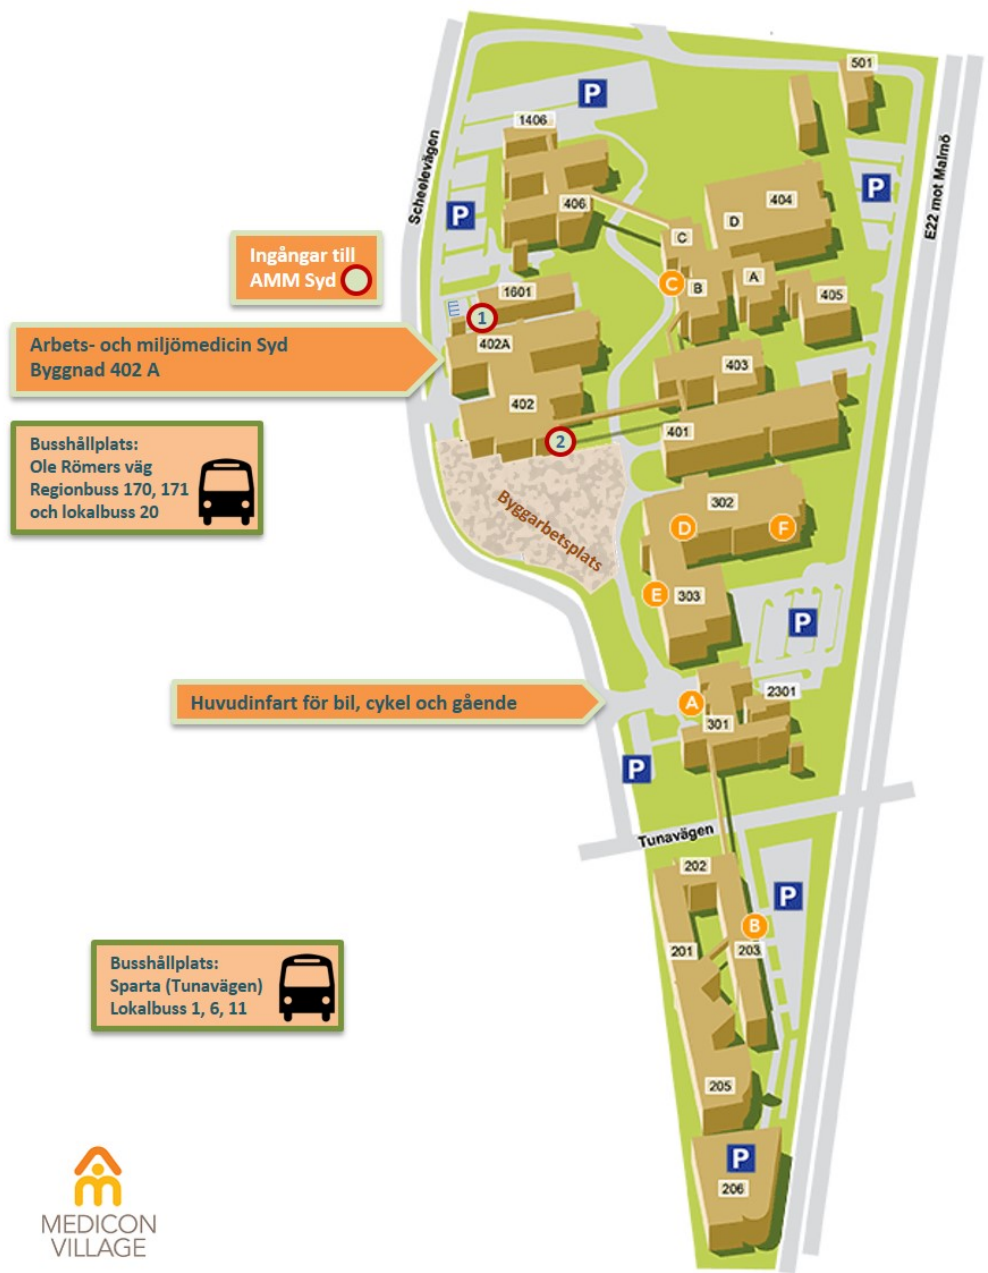 501
P
1406
Scheelevägen
E22 mot Malmö
P
404
P
406
D
C
Ingångar till
AMM Syd
C
B
A
1601
405
1
Arbets- och miljömedicin Syd
Byggnad 402 A
402A
403
402
401
2
Busshållplats:
Ole Römers väg
Regionbuss 170, 171
och lokalbuss 20
Byggarbetsplats
302
D
F
E
303
P
Huvudinfart för bil, cykel och gående
A
2301
301
P
Tunavägen
202
P
B
201
203
Busshållplats:
Sparta (Tunavägen)
Lokalbuss 1, 6, 11
205
P
206
MEDICON
VILLAGE